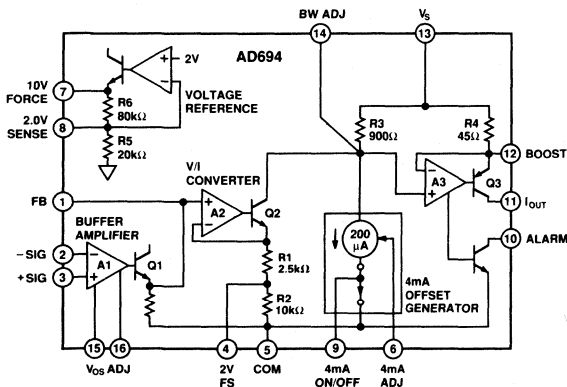 BW ADJ
VS
14
13
AD694
2V
10V
FORCE
7
R6
80kΩ
VOLTAGE
REFERENCE
2.0V
SENSE
8
R5
20kΩ
R3
900Ω
R4
45Ω
12
BOOST
A3
Q3
11
IOUT
V/I
CONVERTER
FB
1
A2
Q2
BUFFER
AMPLIFIER
200
μA
10
ALARM
–SIG
2
+SIG
3
A1
Q1
R1
2.5kΩ
R2
10kΩ
4mA
OFFSET
GENERATOR
15
16
4
5
9
6
VOS ADJ
2V
FS
COM
4mA
ON/OFF
4mA
ADJ